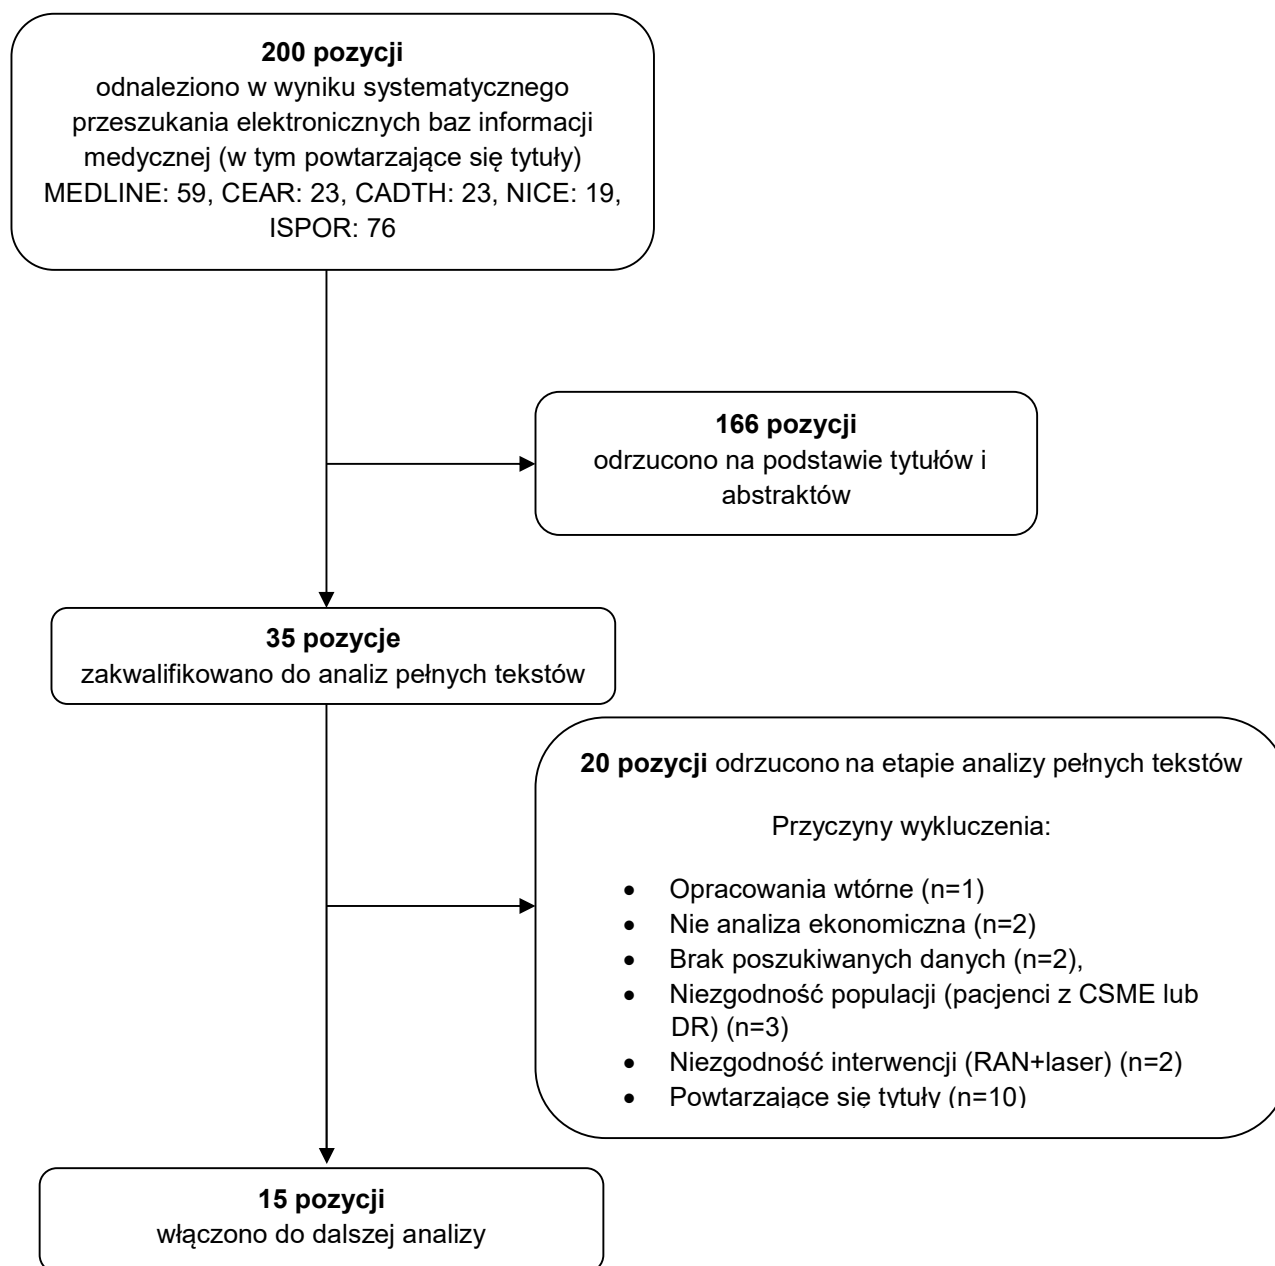 200 pozycji
odnaleziono w wyniku systematycznego
przeszukania elektronicznych baz informacji
medycznej (w tym powtarzające się tytuły)
MEDLINE: 59, CEAR: 23, CADTH: 23, NICE: 19,
ISPOR: 76
166 pozycji
odrzucono na podstawie tytułów i
abstraktów
35 pozycje
zakwalifikowano do analiz pełnych tekstów
20 pozycji odrzucono na etapie analizy pełnych tekstów
Przyczyny wykluczenia:
• Opracowania wtórne (n=1)
• Nie analiza ekonomiczna (n=2)
• Brak poszukiwanych danych (n=2),
• Niezgodność populacji (pacjenci z CSME lub
DR) (n=3)
• Niezgodność interwencji (RAN+laser) (n=2)
• Powtarzające się tytuły (n=10)
15 pozycji
włączono do dalszej analizy